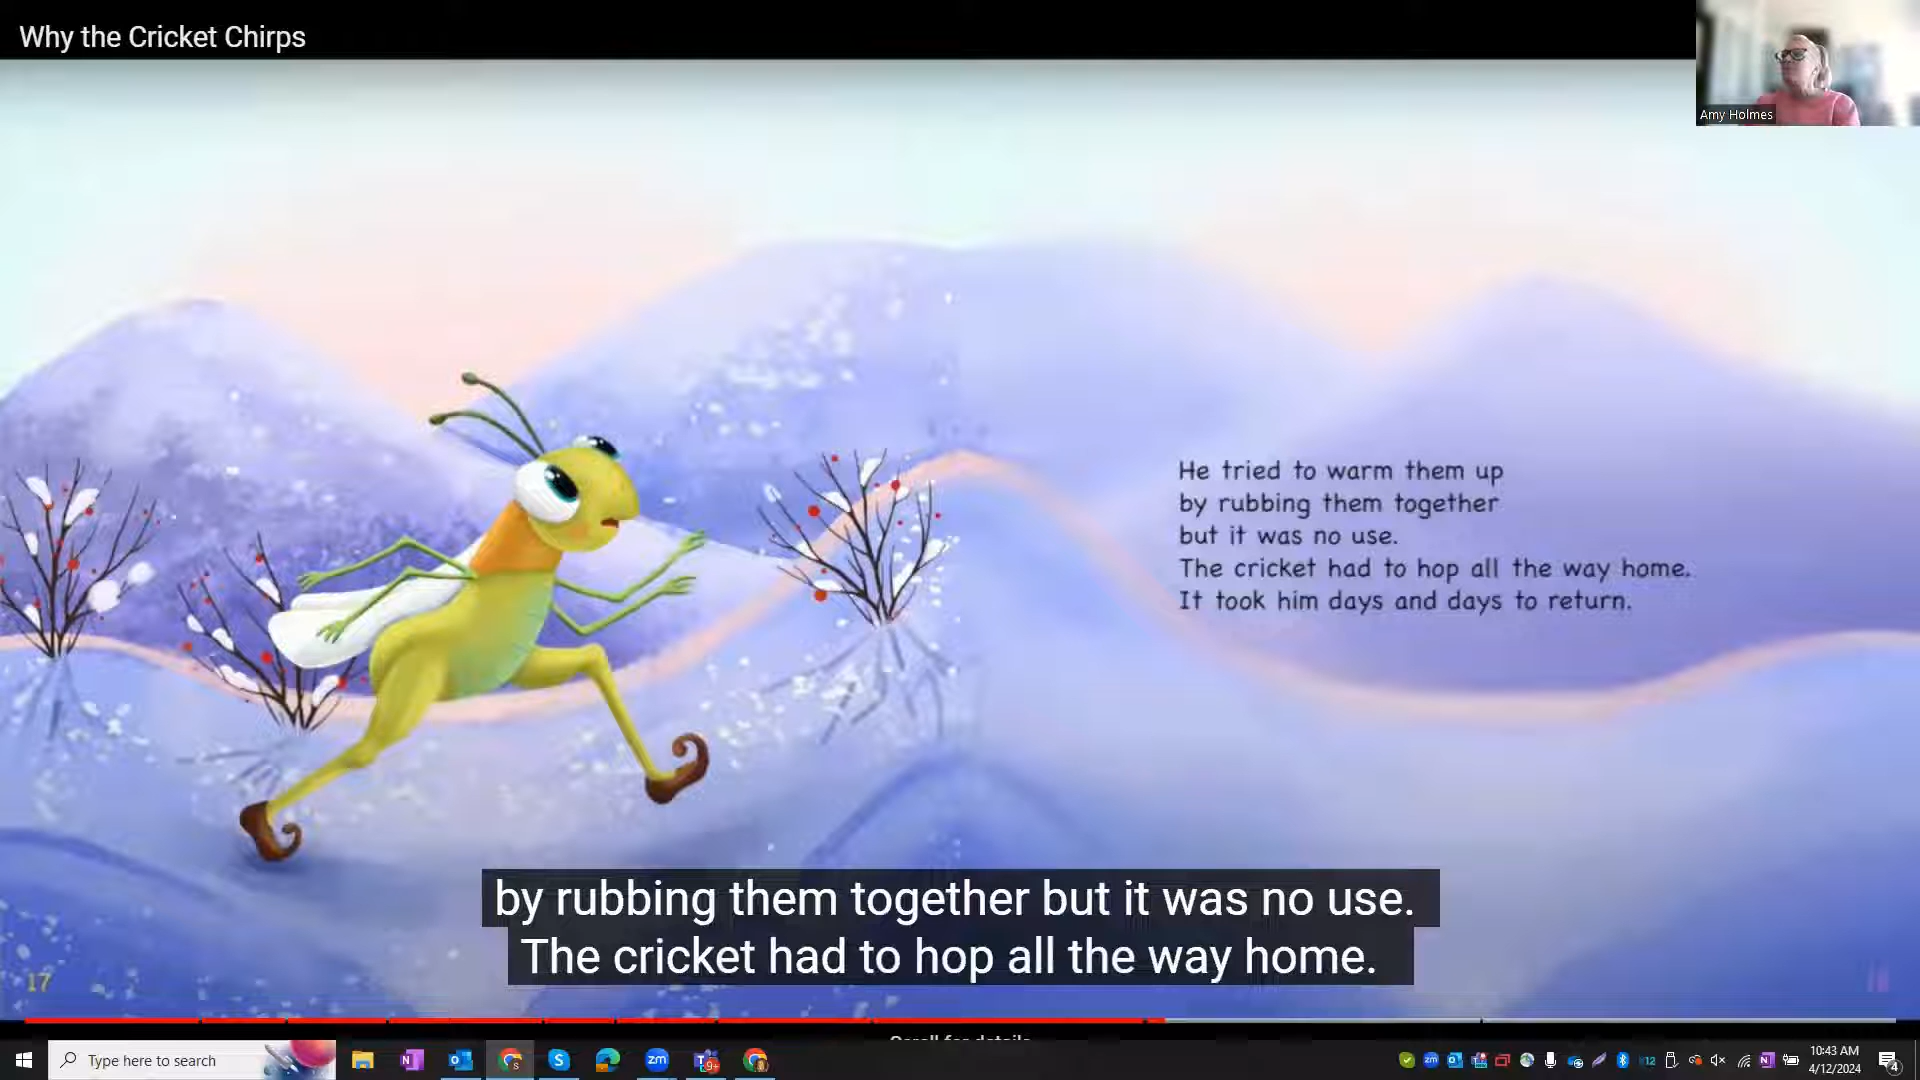 Why the Cricket Chirps
Amy Holmes
He tried to warm them up
by rubbing them together
but it was no use.
The cricket had to hop all the way home.
It took him days and days to return.
by rubbing them together but it was no use.
The cricket had to hop all the way home.
17
Scroll for details
Type here to search
10:43 AM
4/12/2024